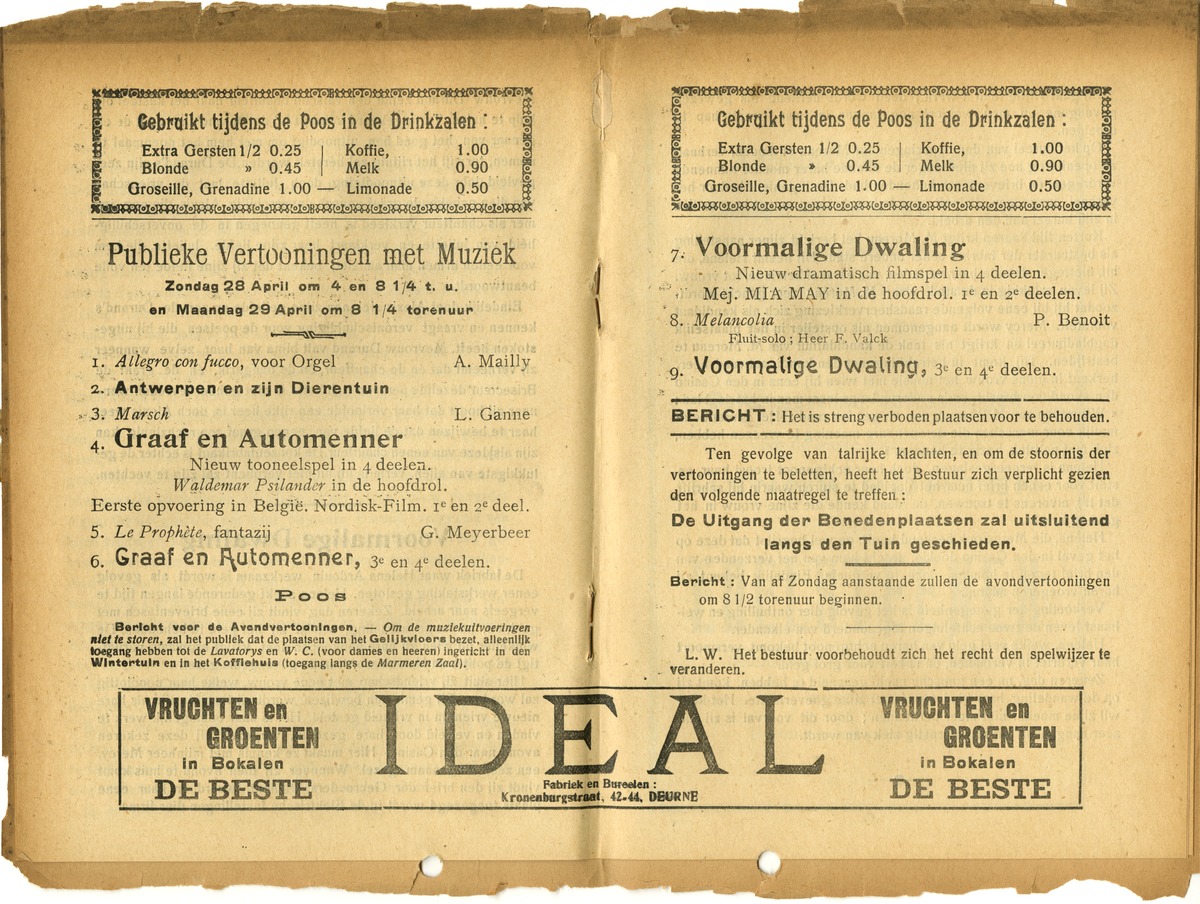 Gebruikt tijdens de Poos in de Drinkzalen :
Extra Gersten 1/2 0.25 | Koffie, 1.00
Blonde » 0.45 | Melk 0.90
Groseille, Grenadine 1.00 — Limonade 0.50
Publieke Vertooningen met Muziek
Zondag 28 April om 4 en 8 1/4 t. u.
en Maandag 29 April om 8 1/4 torenuur
1. Allegro con fucco, voor Orgel A. Mailly
2. Antwerpen en zijn Dierentuin
3. Marsch L. Ganne
4. Graaf en Automenner
Nieuw tooneelspel in 4 deelen.
Waldemar Psilander in de hoofdrol.
Eerste opvoering in België. Nordisk-Film. 1e en 2e deel.
5. Le Prophète, fantazij G. Meyerbeer
6. Graaf en Automenner, 3e en 4e deelen.
Poos
Bericht voor de Avondvertooningen. — Om de muziekuitvoeringen
niet te storen, zal het publiek dat de plaatsen van het Gelijkvloers bezet, alleenlijk
toegang hebben tot de Lavatorys en W. C. (voor dames en heeren) ingericht in den
Wintertuin en in het Koffiehuis (toegang langs de Marmeren Zaal).
Gebruikt tijdens de Poos in de Drinkzalen :
Extra Gersten 1/2 0.25 | Koffie, 1.00
Blonde » 0.45 | Melk 0.90
Groseille, Grenadine 1.00 — Limonade 0.50
7. Voormalige Dwaling
Nieuw dramatisch filmspel in 4 deelen.
Mej. MIA MAY in de hoofdrol. 1e en 2e deelen.
8. Melancolia P. Benoit
Fluit-solo ; Heer F. Valck
9. Voormalige Dwaling, 3e en 4e deelen.
BERICHT : Het is streng verboden plaatsen voor te behouden.
Ten gevolge van talrijke klachten, en om de stoornis der
vertooningen te beletten, heeft het Bestuur zich verplicht gezien
den volgende maatregel te treffen :
De Uitgang der Benedenplaatsen zal uitsluitend
langs den Tuin geschieden.
Bericht : Van af Zondag aanstaande zullen de avondvertooningen
om 8 1/2 torenuur beginnen.
L. W. Het bestuur voorbehoudt zich het recht den spelwijzer te
veranderen.
VRUCHTEN en
GROENTEN
in Bokalen
DE BESTE
IDEAL
Fabriek en Bureelen :
Kronenburgstraat, 42-44, DEURNE
VRUCHTEN en
GROENTEN
in Bokalen
DE BESTE